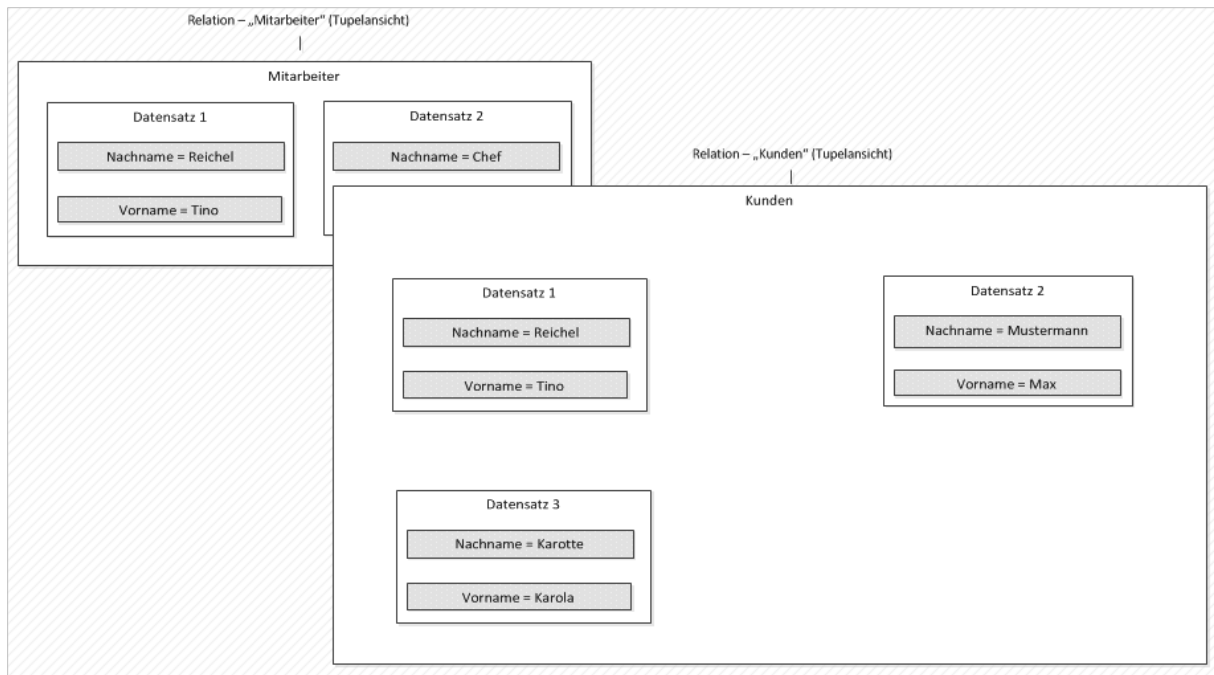 Relation – „Mitarbeiter“ (Tupelansicht)
Mitarbeiter
Datensatz 1
Nachname = Reichel
Vorname = Tino
Datensatz 2
Nachname = Chef
Relation – „Kunden“ (Tupelansicht)
Kunden
Datensatz 1
Nachname = Reichel
Vorname = Tino
Datensatz 2
Nachname = Mustermann
Vorname = Max
Datensatz 3
Nachname = Karotte
Vorname = Karola